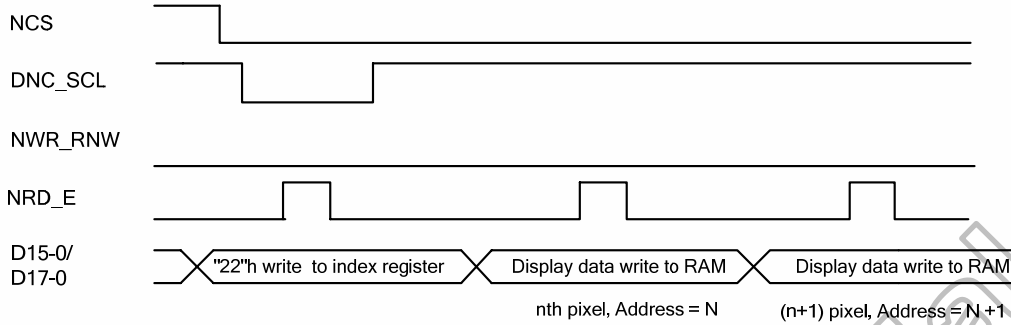 NCS
DNC_SCL
NWR_RNW
NRD_E
D15-0/
D17-0
"22"h write to index register
Display data write to RAM
Display data write to RAM
nth pixel, Address = N
(n+1) pixel, Address = N +1